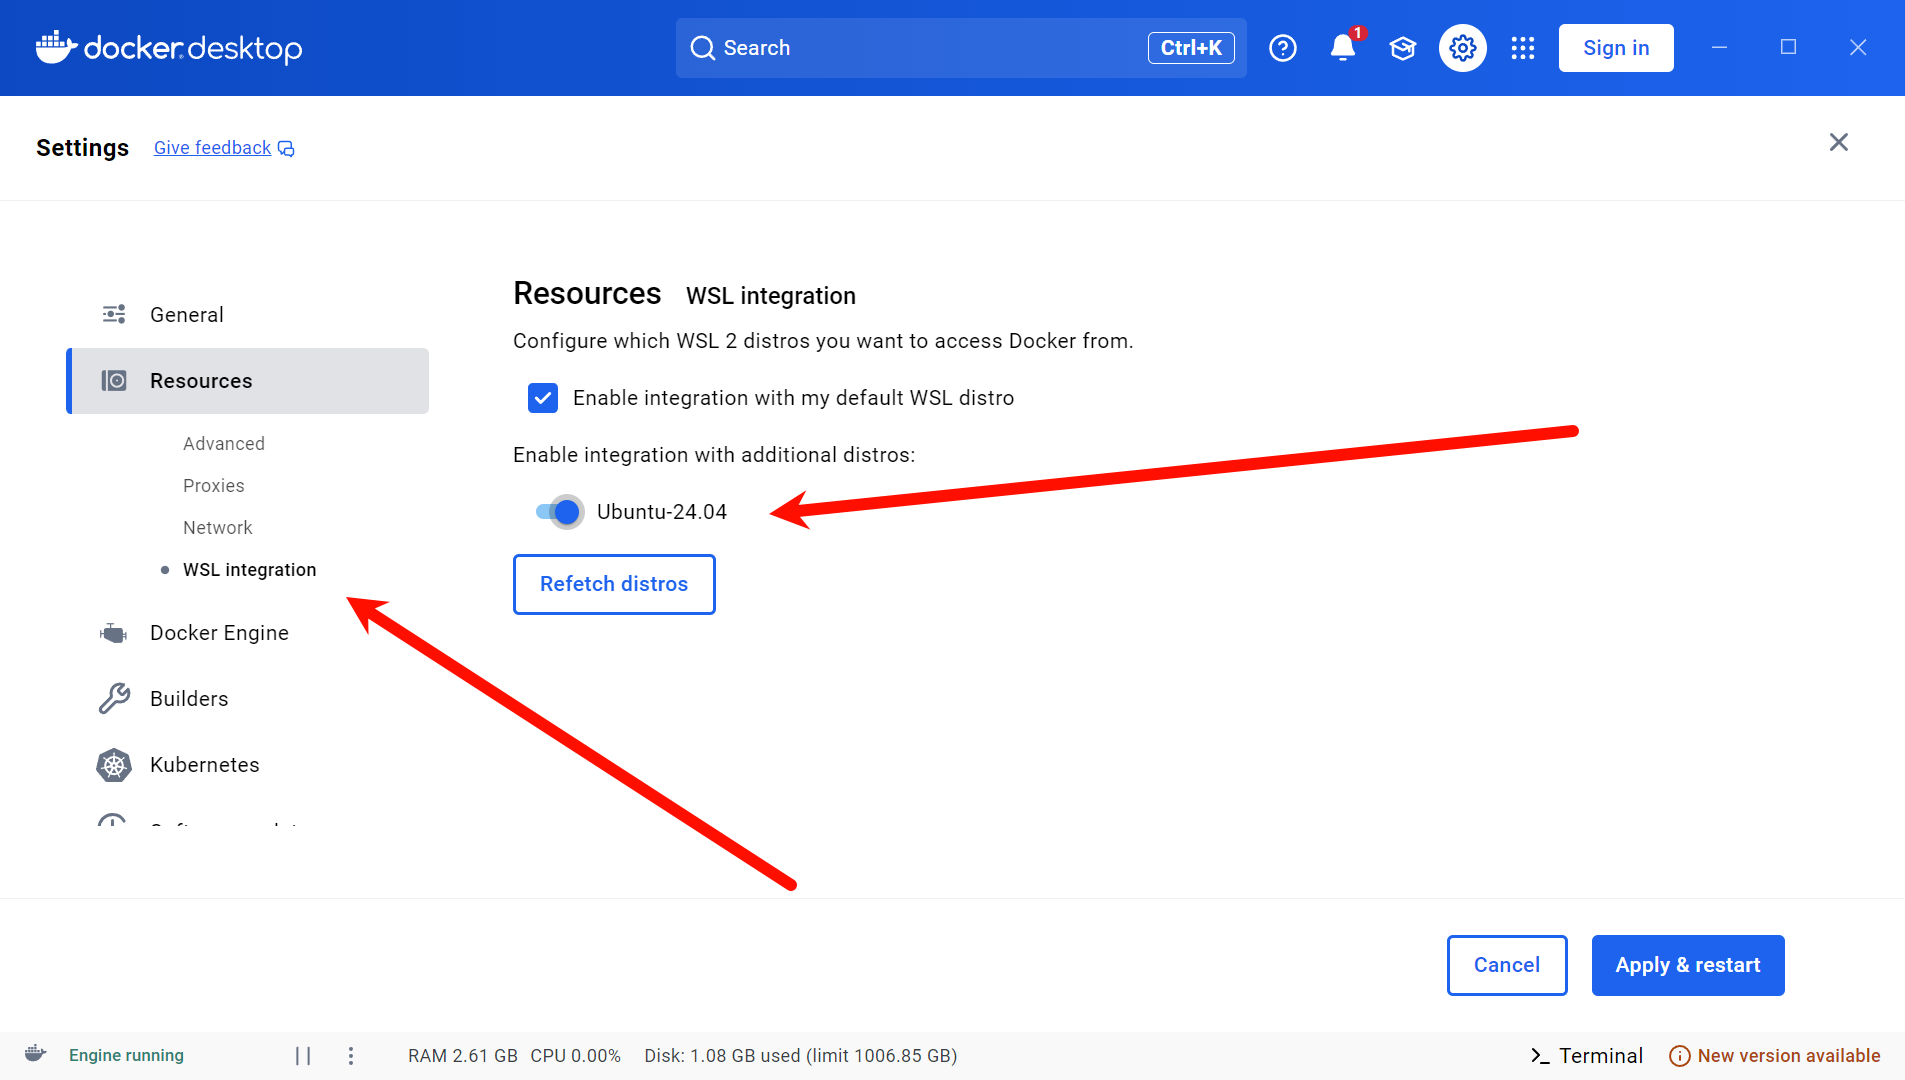 docker desktop
Search
Ctrl+K
1
Sign in
Settings
Give feedback
General
Resources
Advanced
Proxies
Network
WSL integration
Docker Engine
Builders
Kubernetes
Resources WSL integration
Configure which WSL 2 distros you want to access Docker from.
Enable integration with my default WSL distro
Enable integration with additional distros:
Ubuntu-24.04
Refetch distros
Cancel
Apply & restart
Engine running
RAM 2.61 GB CPU 0.00% Disk: 1.08 GB used (limit 1006.85 GB)
Terminal
New version available